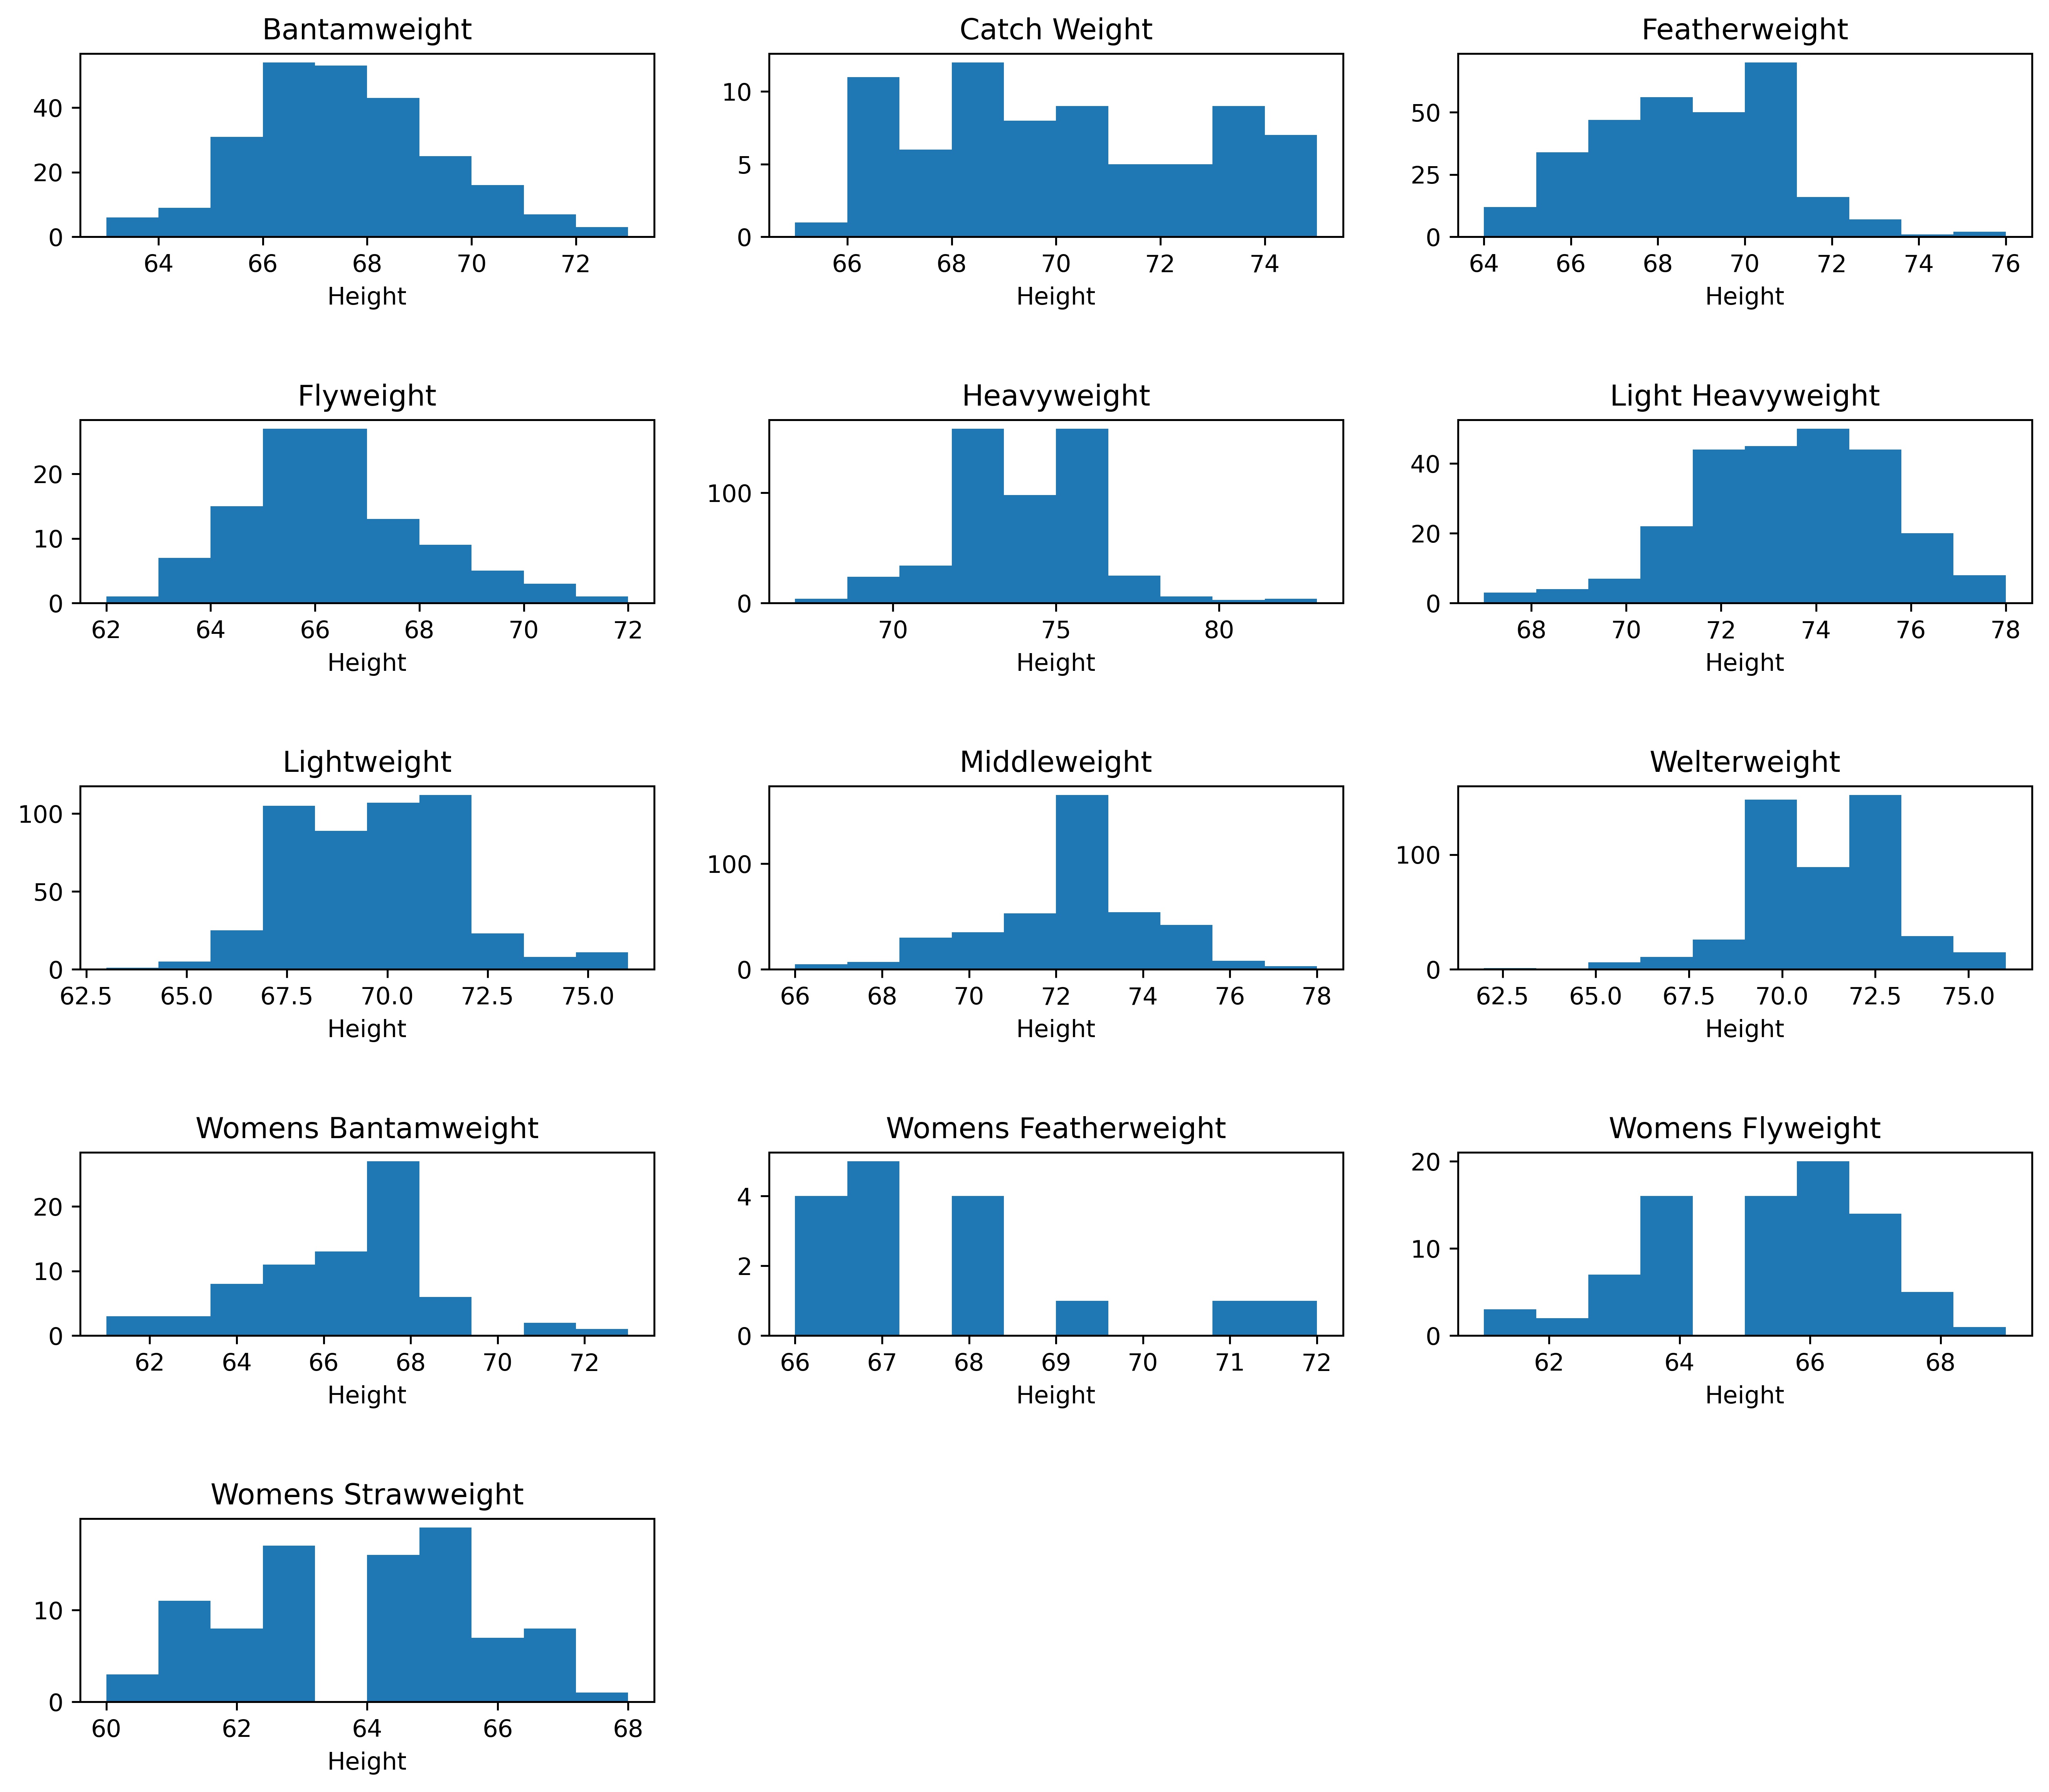 Bantamweight
40
20
0
64 66 68 70 72
Height
Catch Weight
10
5
0
66 68 70 72 74
Height
Featherweight
50
25
0
64 66 68 70 72 74 76
Height
Flyweight
20
10
0
62 64 66 68 70 72
Height
Heavyweight
100
0
70 75 80
Height
Light Heavyweight
40
20
0
68 70 72 74 76 78
Height
Lightweight
100
50
0
62.5 65.0 67.5 70.0 72.5 75.0
Height
Middleweight
100
0
66 68 70 72 74 76 78
Height
Welterweight
100
0
62.5 65.0 67.5 70.0 72.5 75.0
Height
Womens Bantamweight
20
10
0
62 64 66 68 70 72
Height
Womens Featherweight
4
2
0
66 67 68 69 70 71 72
Height
Womens Flyweight
20
10
0
62 64 66 68
Height
Womens Strawweight
10
0
60 62 64 66 68
Height